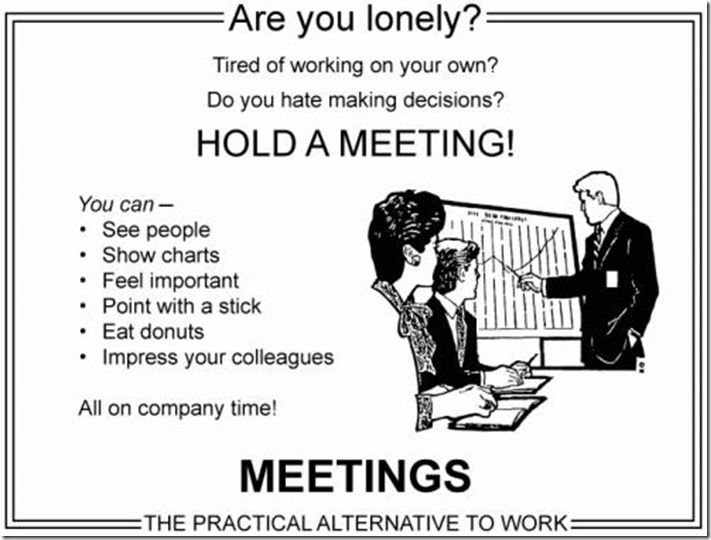 Are you lonely?
Tired of working on your own?
Do you hate making decisions?
HOLD A MEETING!
You can –
• See people
• Show charts
• Feel important
• Point with a stick
• Eat donuts
• Impress your colleagues
All on company time!
MEETINGS
THE PRACTICAL ALTERNATIVE TO WORK